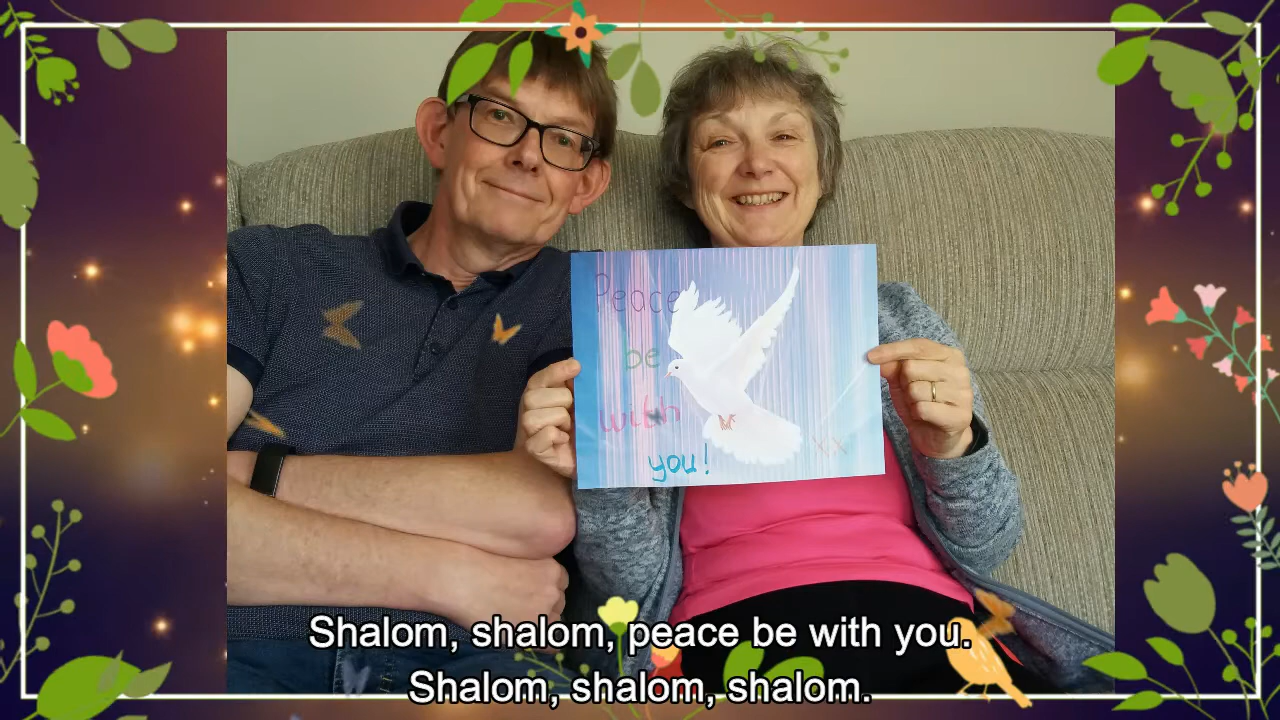 Peace
be
with
you!
xx
Shalom, shalom, peace be with you.
Shalom, shalom, shalom.